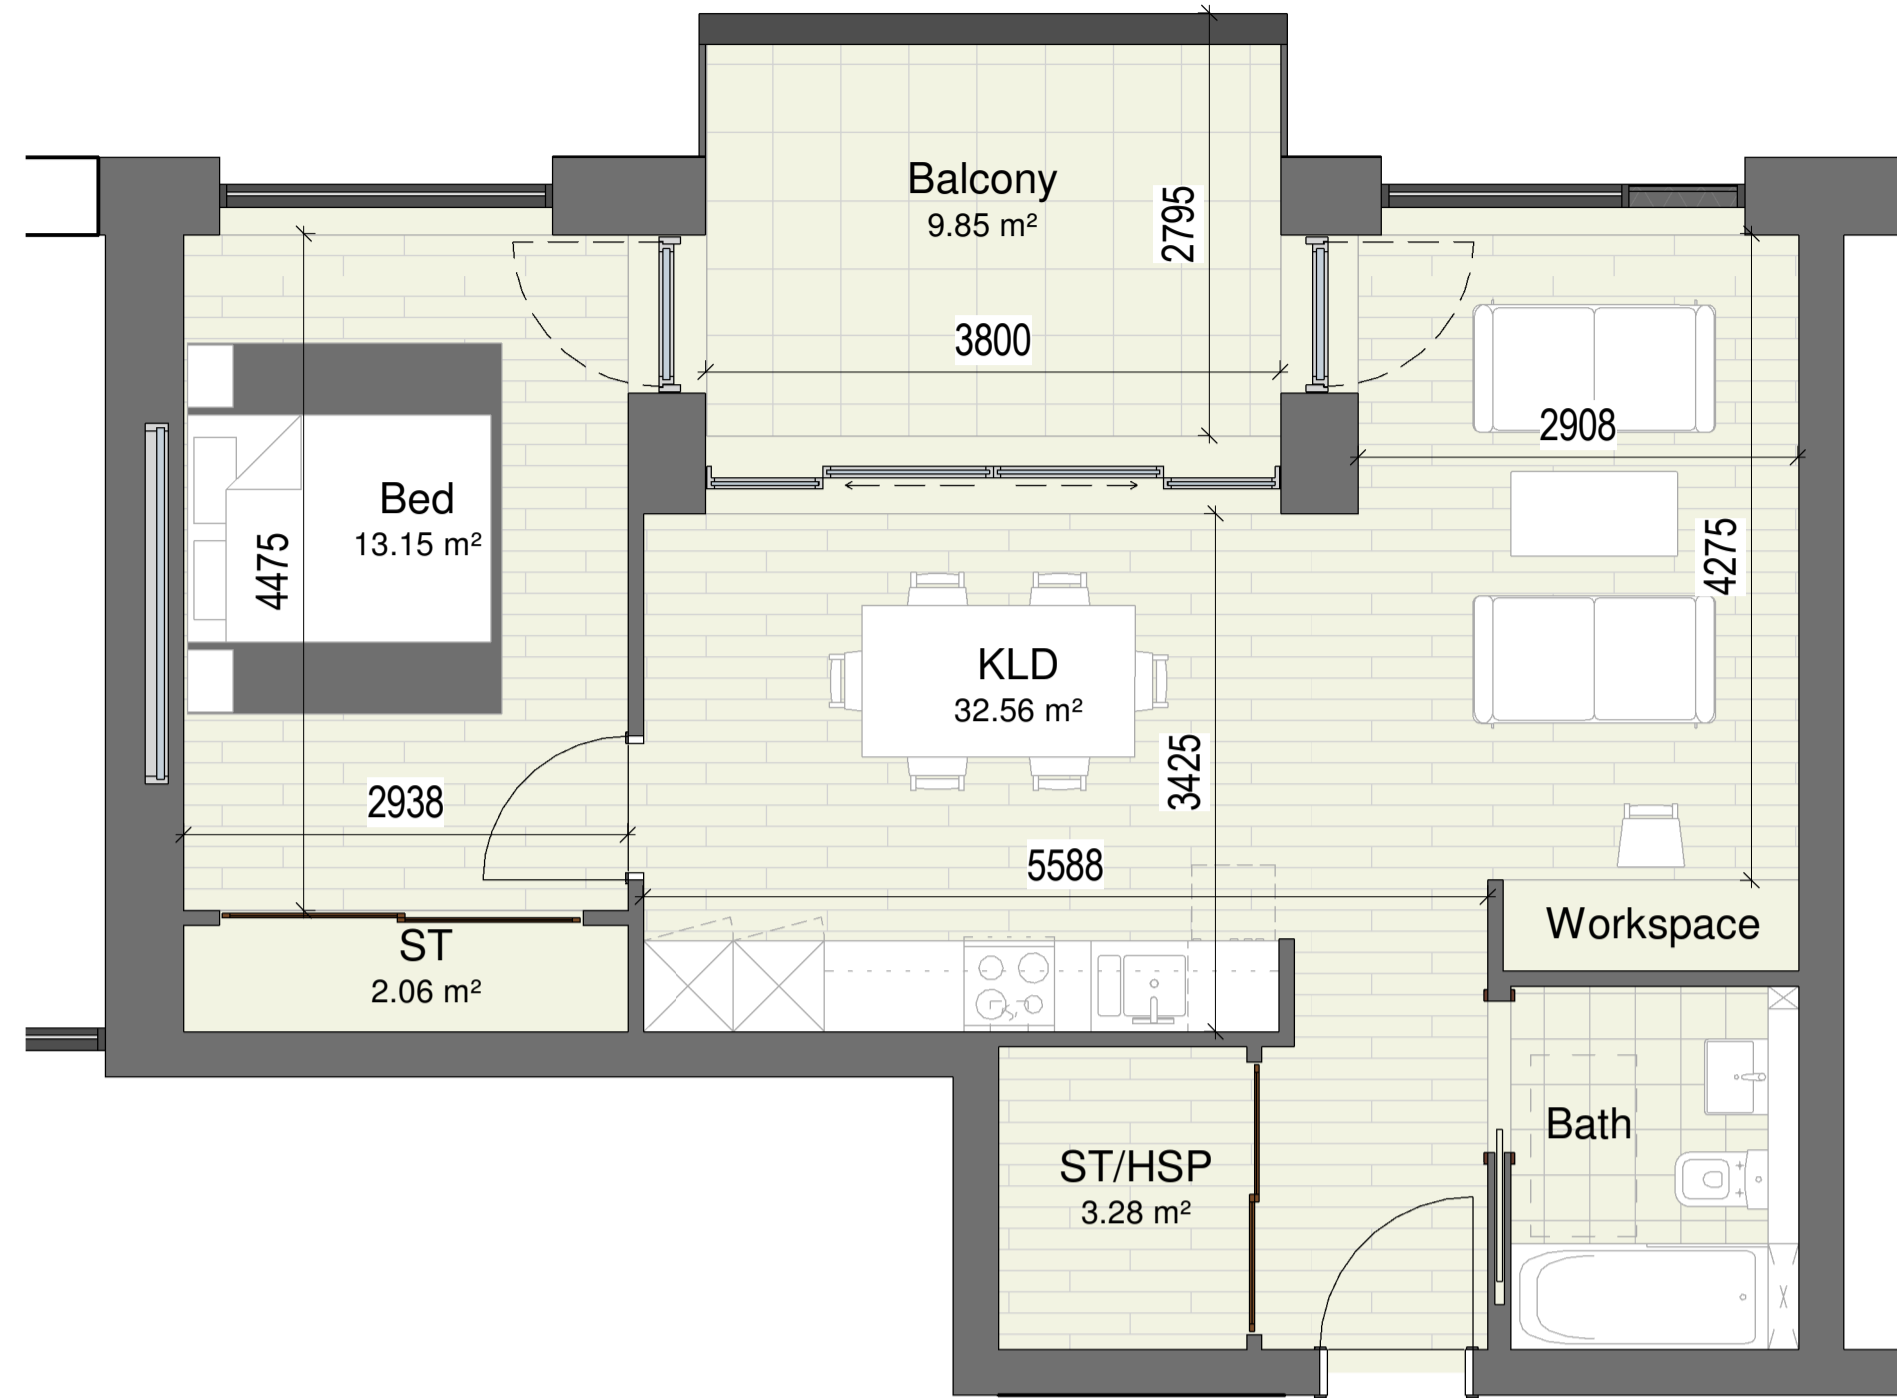 Balcony
9.85 m²
2795
3800
2908
Bed
13.15 m²
4475
4275
KLD
32.56 m²
3425
2938
5588
Workspace
ST
2.06 m²
Bath
ST/HSP
3.28 m²